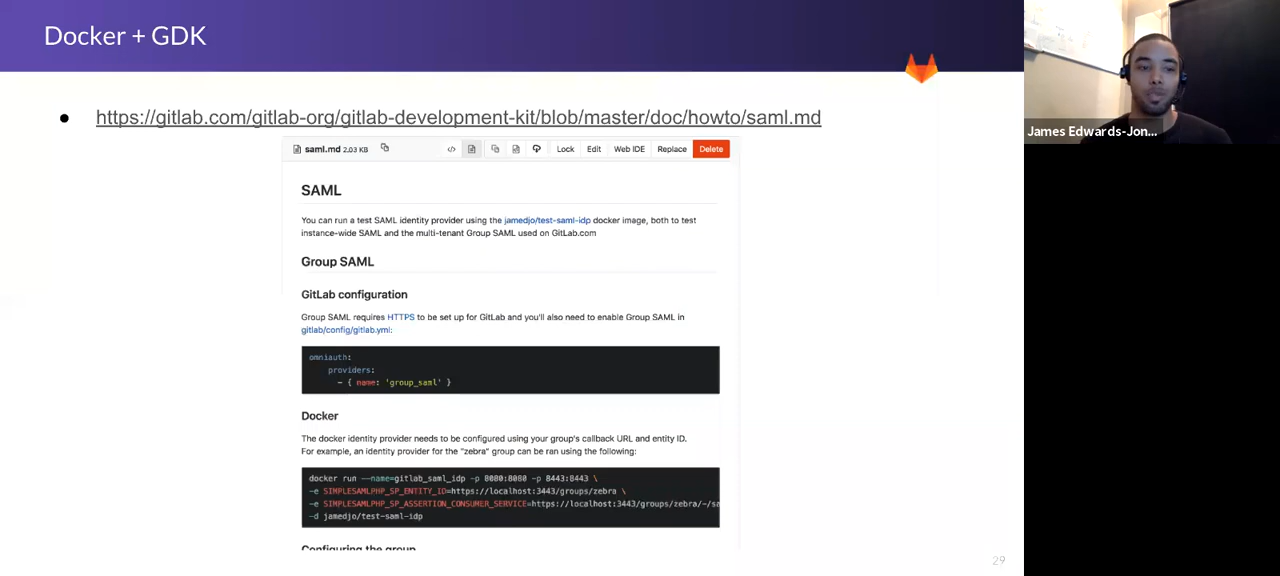 Docker + GDK
James Edwards-Jon...
● https://gitlab.com/gitlab-org/gitlab-development-kit/blob/master/doc/howto/saml.md
saml.md 2.03 KB </> Lock Edit Web IDE Replace Delete
SAML
You can run a test SAML identity provider using the jamedjo/test-saml-idp docker image, both to test
instance-wide SAML and the multi-tenant Group SAML used on GitLab.com
Group SAML
GitLab configuration
Group SAML requires HTTPS to be set up for GitLab and you'll also need to enable Group SAML in
gitlab/config/gitlab.yml:
omniauth:
providers:
- { name: 'group_saml' }
Docker
The docker identity provider needs to be configured using your group's callback URL and entity ID.
For example, an identity provider for the "zebra" group can be ran using the following:
docker run --name=gitlab_saml_idp -p 8080:8080 -p 8443:8443 \
-e SIMPLESAMLPHP_SP_ENTITY_ID=https://localhost:3443/groups/zebra \
-e SIMPLESAMLPHP_SP_ASSERTION_CONSUMER_SERVICE=https://localhost:3443/groups/zebra/-/sa
-d jamedjo/test-saml-idp
Configuring the group
29